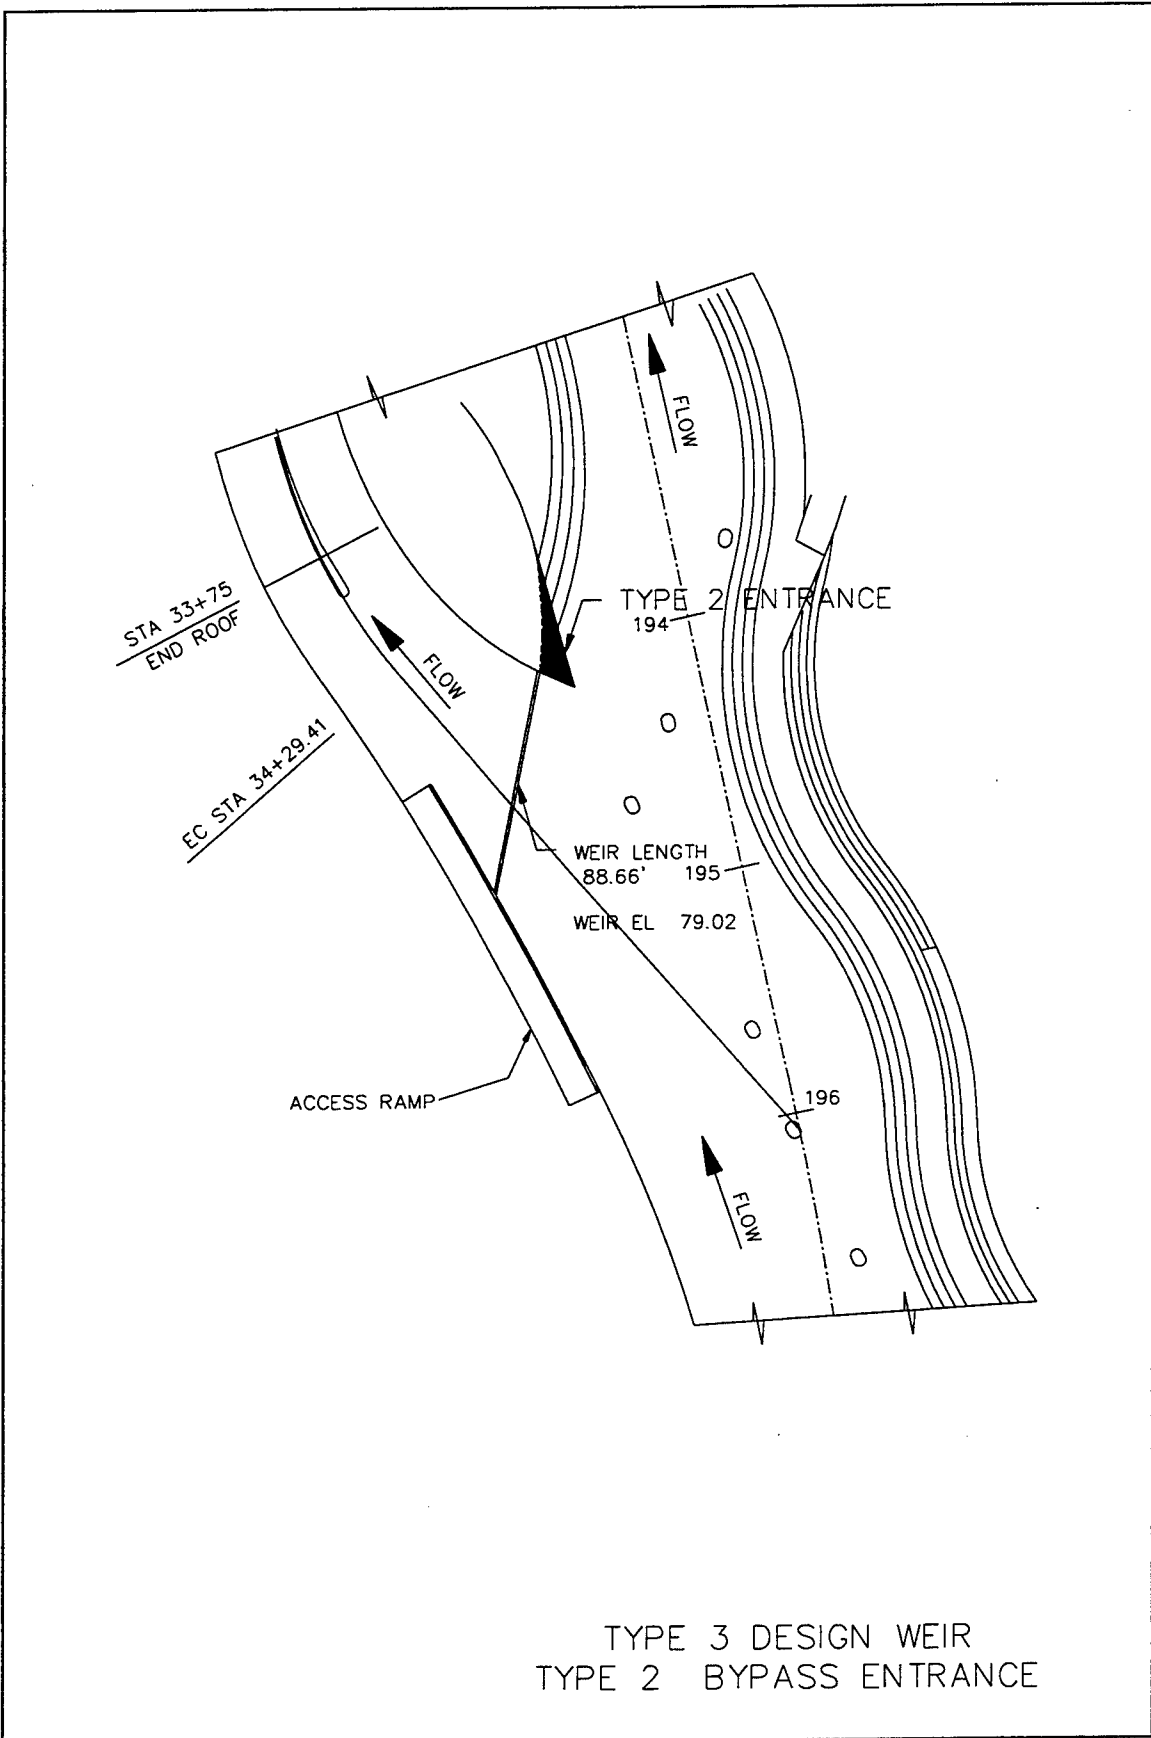 FLOW
STA 33+75
END ROOF
TYPE 2 ENTRANCE
194
FLOW
EC STA 34+29.41
WEIR LENGTH
88.66' 195
WEIR EL 79.02
ACCESS RAMP
196
FLOW
TYPE 3 DESIGN WEIR
TYPE 2 BYPASS ENTRANCE